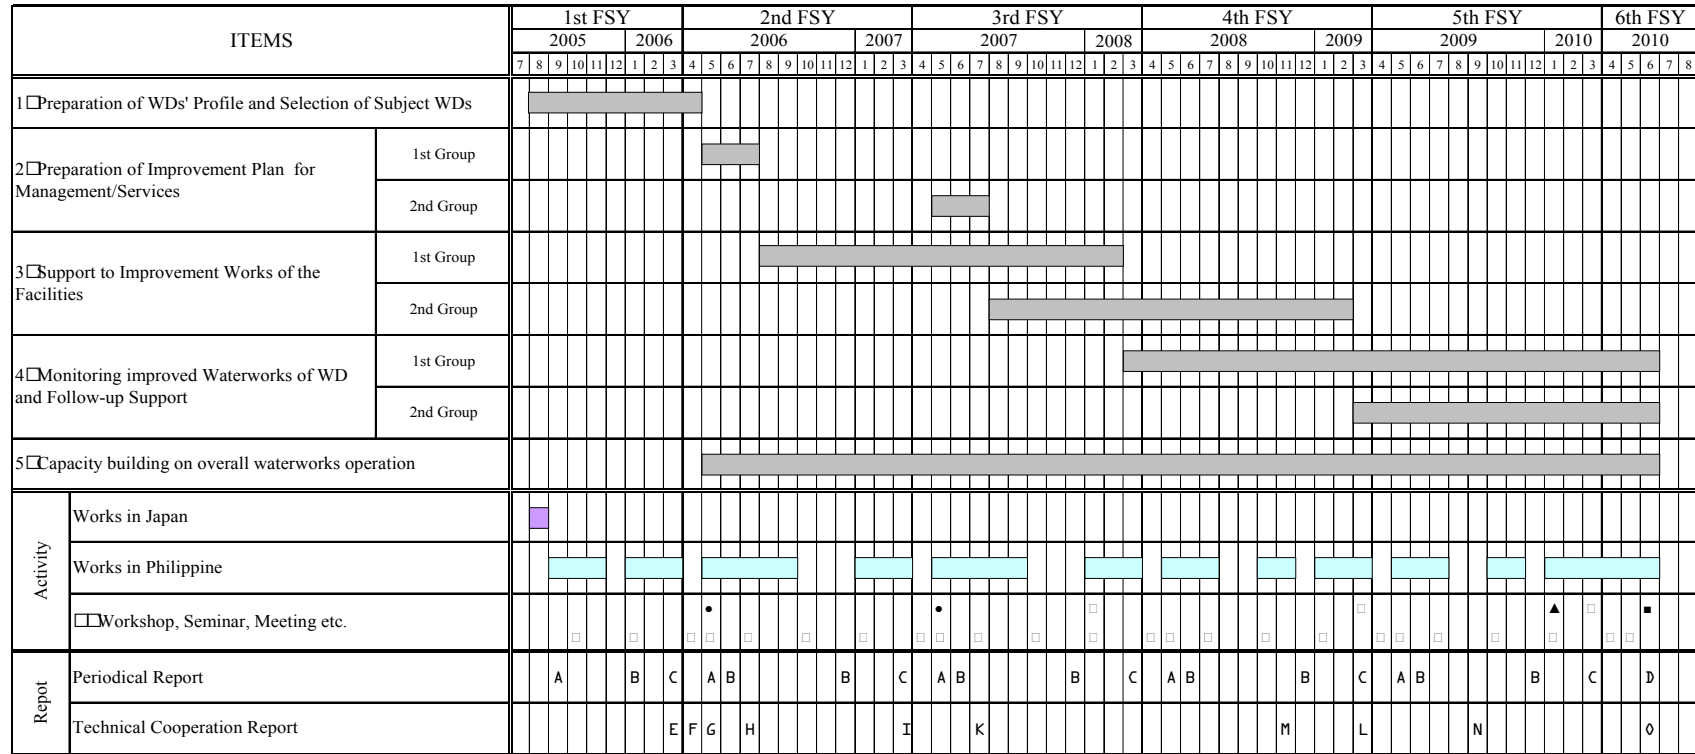 ITEMS 1st FSY 2nd FSY 3rd FSY 4th FSY 5th FSY 6th FSY
2005 2006 2006 2007 2007 2008 2008 2009 2009 2010 2010
7 8 9 10 11 12 1 2 3 4 5 6 7 8 9 10 11 12 1 2 3 4 5 6 7 8 9 10 11 12 1 2 3 4 5 6 7 8 9 10 11 12 1 2 3 4 5 6 7 8 9 10 11 12 1 2 3 4 5 6 7 8
1□Preparation of WDs' Profile and Selection of Subject WDs
2□Preparation of Improvement Plan for
Management/Services
1st Group
2nd Group
3□Support to Improvement Works of the
Facilities
1st Group
2nd Group
4□Monitoring improved Waterworks of WD
and Follow-up Support
1st Group
2nd Group
5□Capacity building on overall waterworks operation
Activity
Works in Japan
Works in Philippine
□□Workshop, Seminar, Meeting etc.
Repot
Periodical Report A B C A B B C A B B C A B B C A B B C D
Technical Cooperation Report E F G H I K M L N O